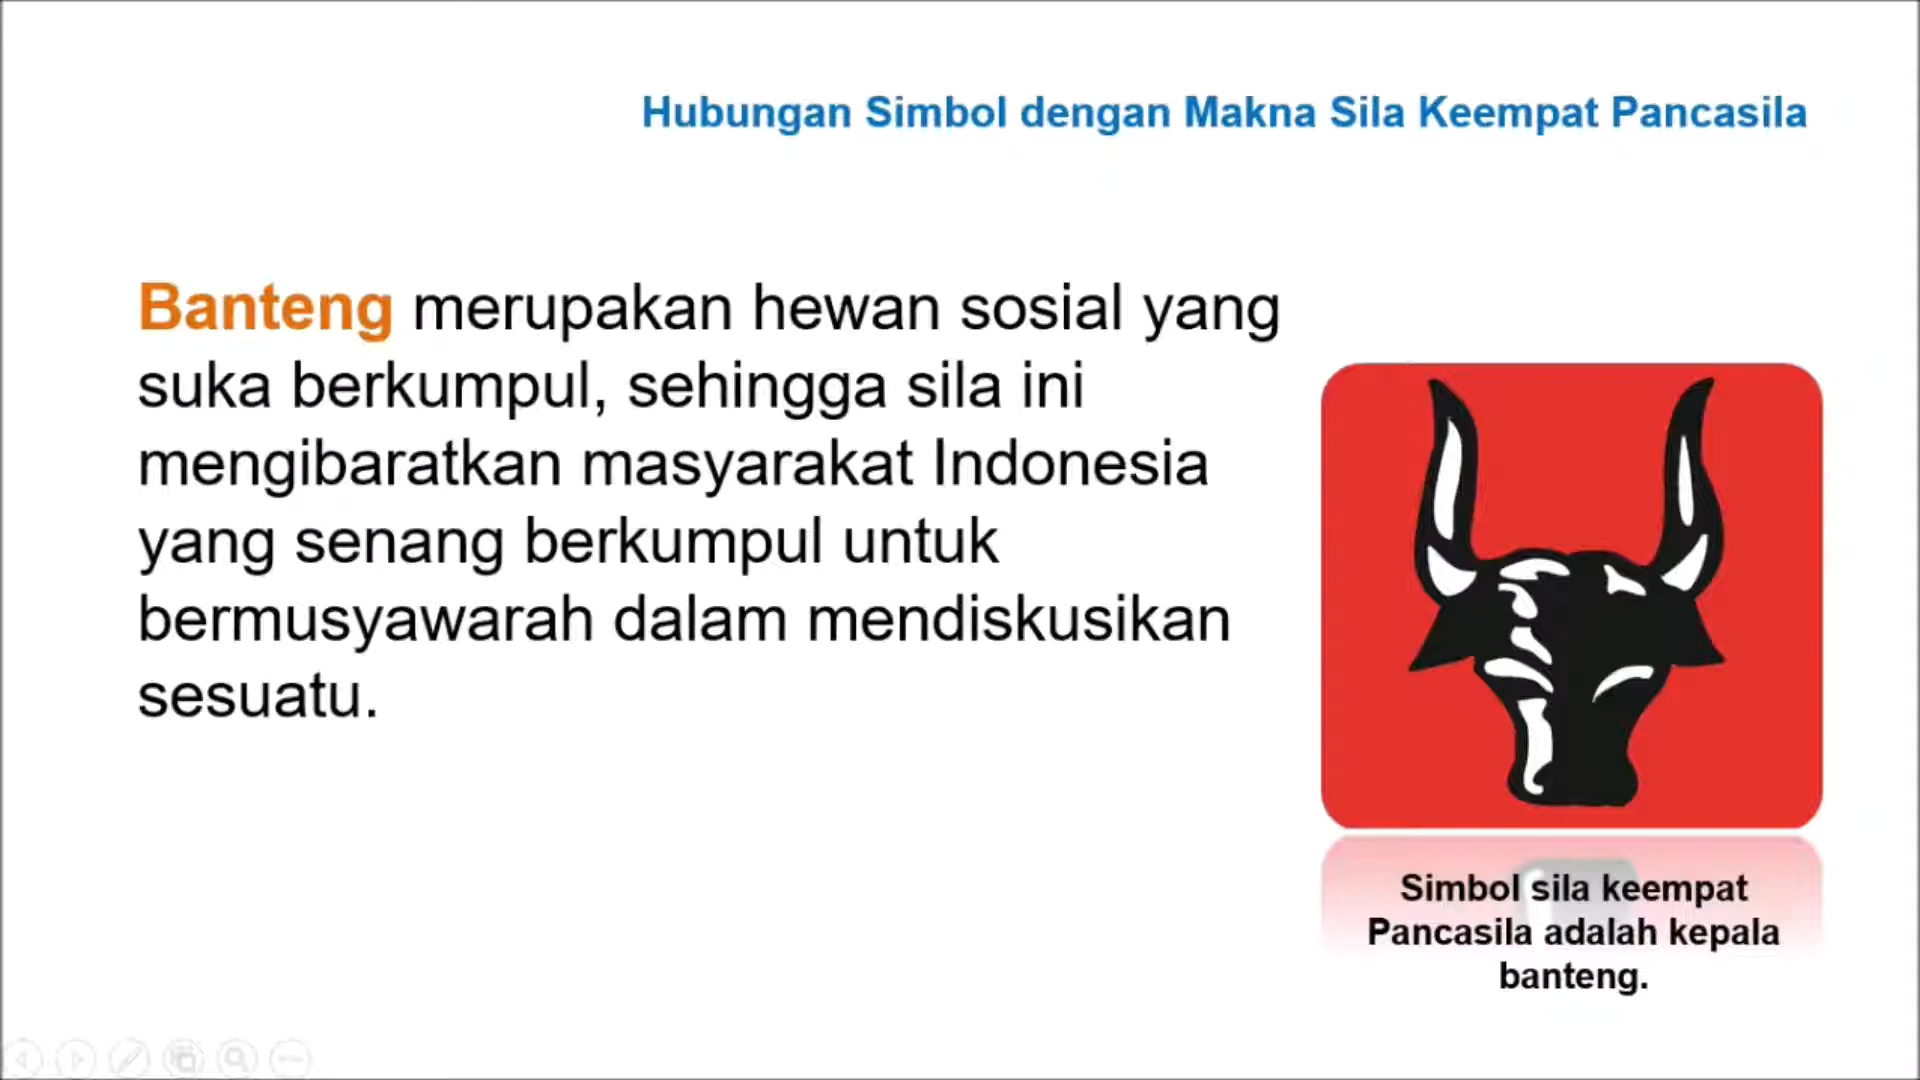 Hubungan Simbol dengan Makna Sila Keempat Pancasila
Banteng merupakan hewan sosial yang
suka berkumpul, sehingga sila ini
mengibaratkan masyarakat Indonesia
yang senang berkumpul untuk
bermusyawarah dalam mendiskusikan
sesuatu.
Simbol sila keempat
Pancasila adalah kepala
banteng.